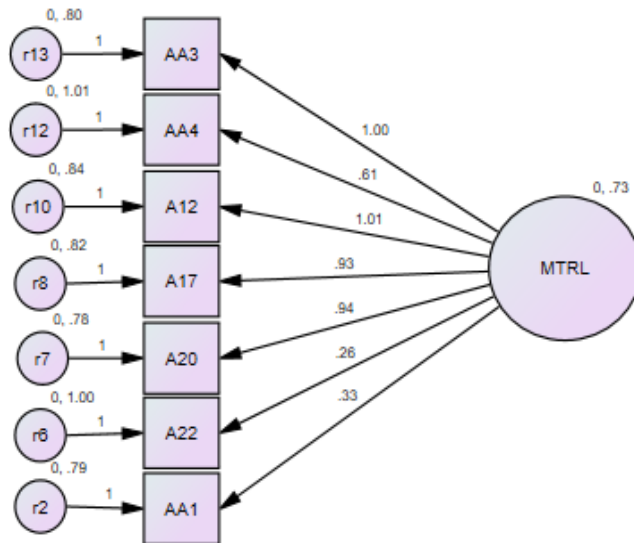 0, .80
r13 1 AA3
0, 1.01 1.00
r12 1 AA4
.61
0, .84
r10 1 A12 1.01 0, .73
0, .82
r8 1 A17 .93 MTRL
0, .78 .94
r7 1 A20
.26
0, 1.00
r6 1 A22 .33
0, .79
r2 1 AA1